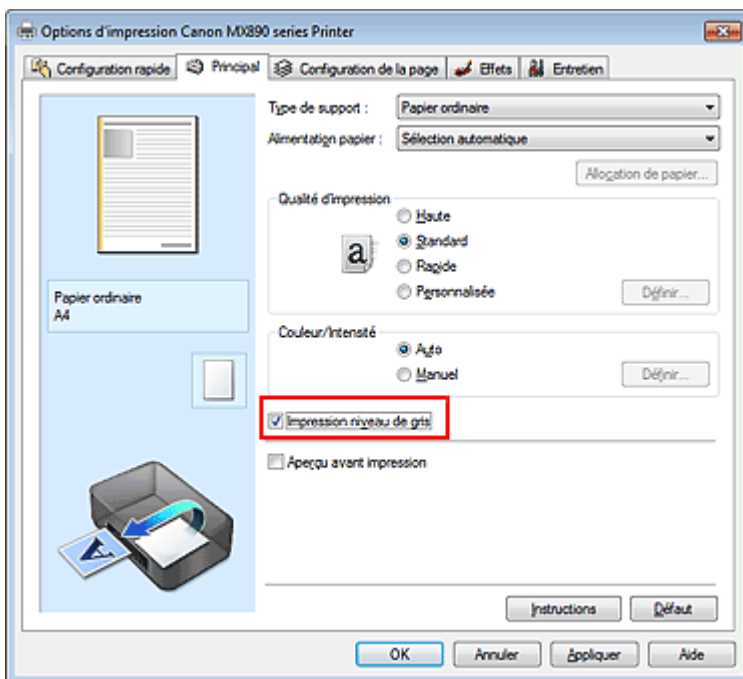 Options d'impression Canon MX890 series Printer
Configuration rapide Principal Configuration de la page Effets Entretien
Type de support : Papier ordinaire
Alimentation papier : Sélection automatique
Allocation de papier...
Qualité d'impression
Haute
a Standard
Rapide
Personnalisée Définir...
Papier ordinaire
A4
Couleur/Intensité
Auto
Manuel Définir...
Impression niveau de gris
Aperçu avant impression
A
Instructions Défaut
OK Annuler Appliquer Aide